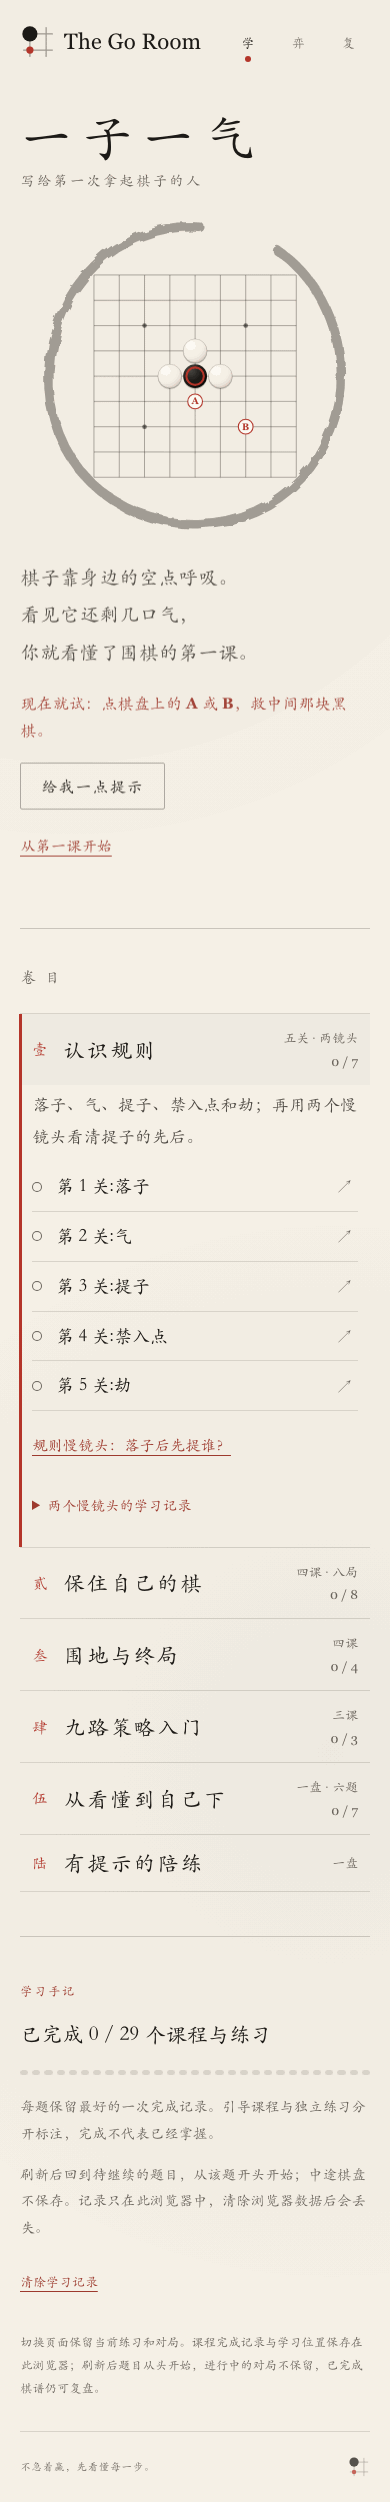 The Go Room
学 弈 复
一子一气
写给第一次拿起棋子的人
A
B
棋子靠身边的空点呼吸。
看见它还剩几口气，
你就看懂了围棋的第一课。
现在就试：点棋盘上的 A 或 B，救中间那块黑
棋。
给我一点提示
从第一课开始
卷 目
壹 认识规则 五关 · 两镜头
0 / 7
落子、气、提子、禁入点和劫；再用两个慢
镜头看清提子的先后。
第 1 关:落子
第 2 关:气
第 3 关:提子
第 4 关:禁入点
第 5 关:劫
规则慢镜头：落子后先提谁？
两个慢镜头的学习记录
贰 保住自己的棋 四课 · 八局
0 / 8
叁 围地与终局 四课
0 / 4
肆 九路策略入门 三课
0 / 3
伍 从看懂到自己下 一盘 · 六题
0 / 7
陆 有提示的陪练 一盘
学习手记
已完成 0 / 29 个课程与练习
每题保留最好的一次完成记录。引导课程与独立练习分
开标注，完成不代表已经掌握。
刷新后回到待继续的题目，从该题开头开始；中途棋盘
不保存。记录只在此浏览器中，清除浏览器数据后会丢
失。
清除学习记录
切换页面保留当前练习和对局。课程完成记录与学习位置保存在
此浏览器；刷新后题目从头开始，进行中的对局不保留，已完成
棋谱仍可复盘。
不急着赢，先看懂每一步。